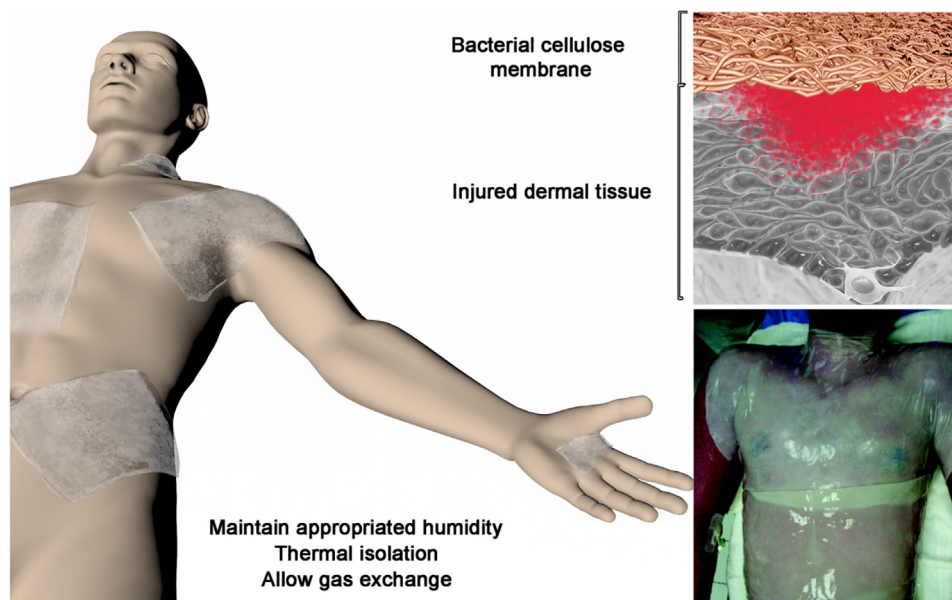 Bacterial cellulose
membrane
Injured dermal tissue
Maintain appropriated humidity
Thermal isolation
Allow gas exchange